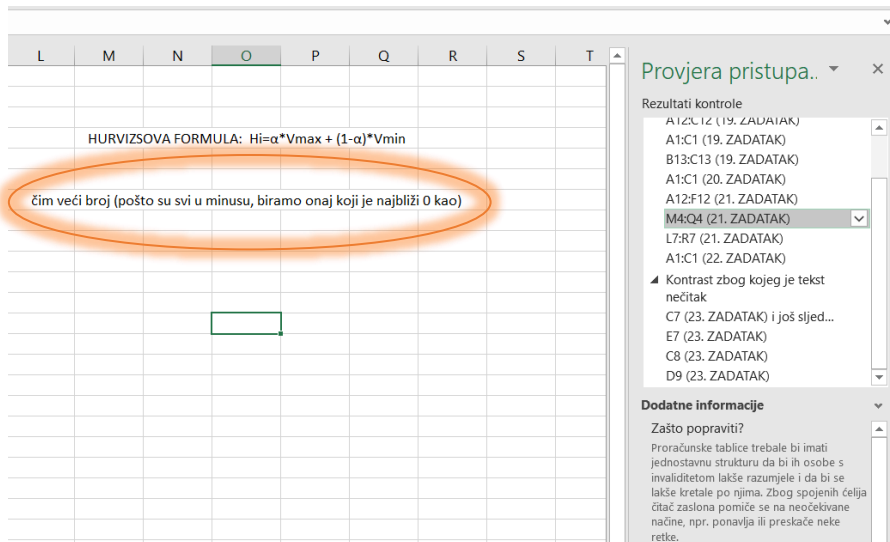 L M N O P Q R S T
HURVIZSOVA FORMULA: Hi=α*Vmax + (1-α)*Vmin
čim veći broj (pošto su svi u minusu, biramo onaj koji je najbliži 0 kao)
Provjera pristupa..
Rezultati kontrole
A12:C12 (19. ZADATAK)
A1:C1 (19. ZADATAK)
B13:C13 (19. ZADATAK)
A1:C1 (20. ZADATAK)
A12:F12 (21. ZADATAK)
M4:Q4 (21. ZADATAK)
L7:R7 (21. ZADATAK)
A1:C1 (22. ZADATAK)
Kontrast zbog kojeg je tekst
nečitak
C7 (23. ZADATAK) i još sljed...
E7 (23. ZADATAK)
C8 (23. ZADATAK)
D9 (23. ZADATAK)
Dodatne informacije
Zašto popraviti?
Proračunske tablice trebale bi imati
jednostavnu strukturu da bi ih osobe s
invaliditetom lakše razumjele i da bi se
lakše kretale po njima. Zbog spojenih ćelija
čitač zaslona pomiče se na neočekivane
načine, npr. ponavlja ili preskače neke
retke.